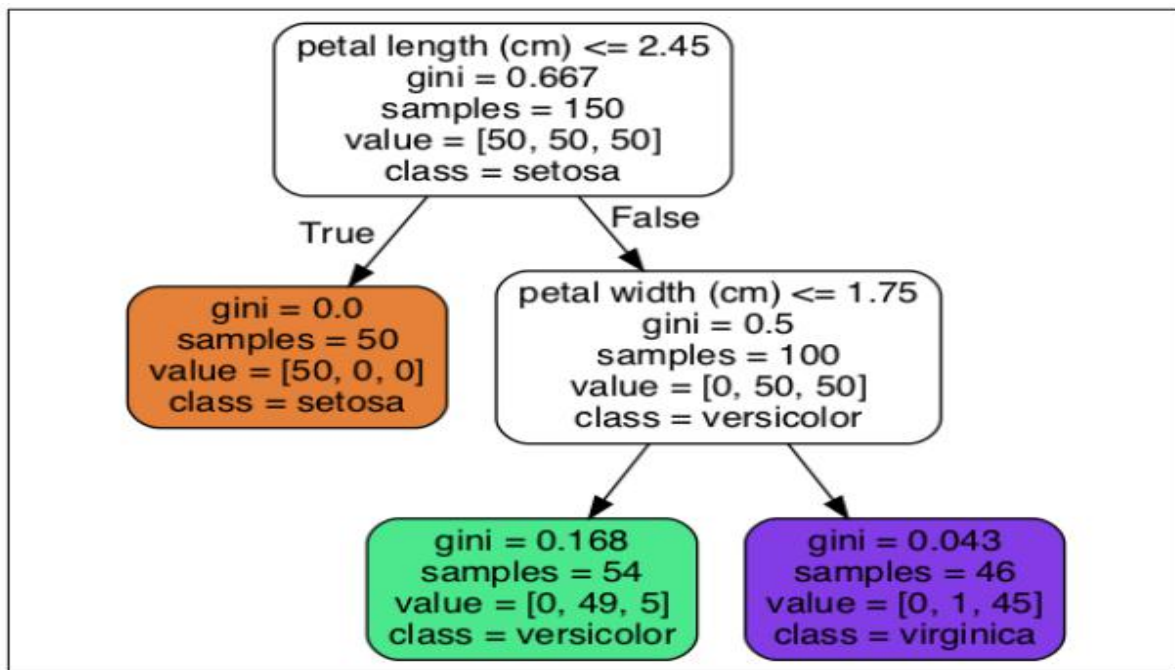 petal length (cm) <= 2.45
gini = 0.667
samples = 150
value = [50, 50, 50]
class = setosa
True
False
gini = 0.0
samples = 50
value = [50, 0, 0]
class = setosa
petal width (cm) <= 1.75
gini = 0.5
samples = 100
value = [0, 50, 50]
class = versicolor
gini = 0.168
samples = 54
value = [0, 49, 5]
class = versicolor
gini = 0.043
samples = 46
value = [0, 1, 45]
class = virginica